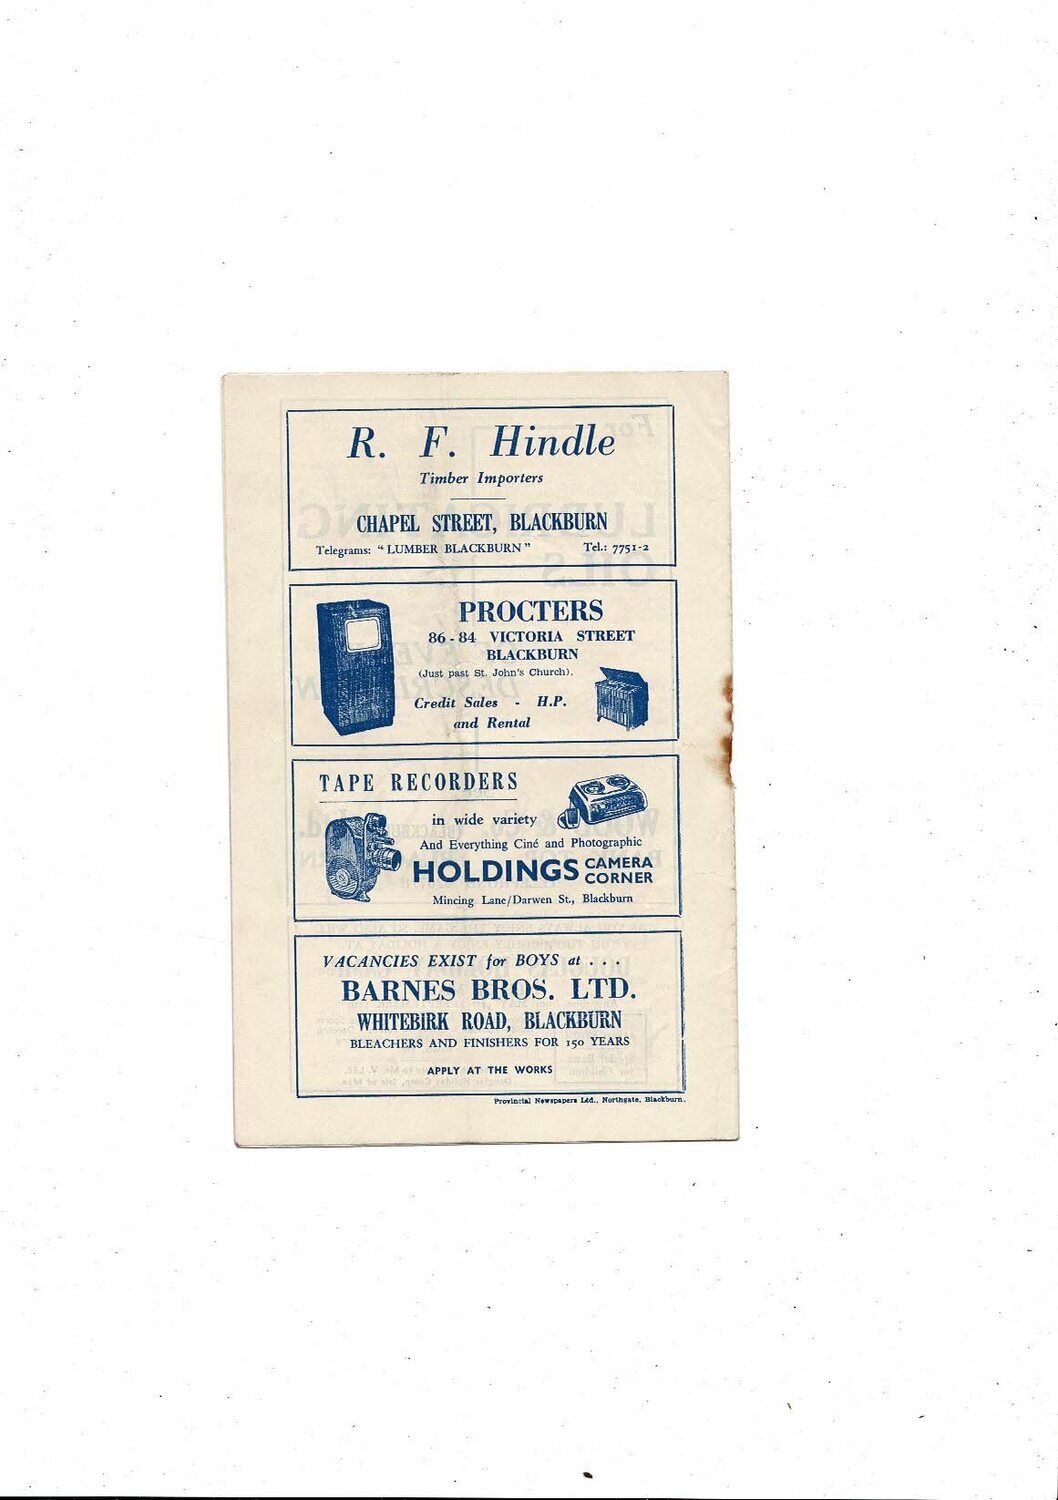 R. F. Hindle
Timber Importers
CHAPEL STREET, BLACKBURN
Telegrams: "LUMBER BLACKBURN" Tel.: 7751-2
PROCTERS
86-84 VICTORIA STREET
BLACKBURN
(Just past St. John's Church).
Credit Sales - H.P.
and Rental
TAPE RECORDERS
in wide variety
And Everything Ciné and Photographic
HOLDINGS CAMERA CORNER
Mincing Lane/Darwen St., Blackburn
VACANCIES EXIST for BOYS at . . .
BARNES BROS. LTD.
WHITEBIRK ROAD, BLACKBURN
BLEACHERS AND FINISHERS FOR 150 YEARS
APPLY AT THE WORKS
Provincial Newspapers Ltd., Northgate, Blackburn.